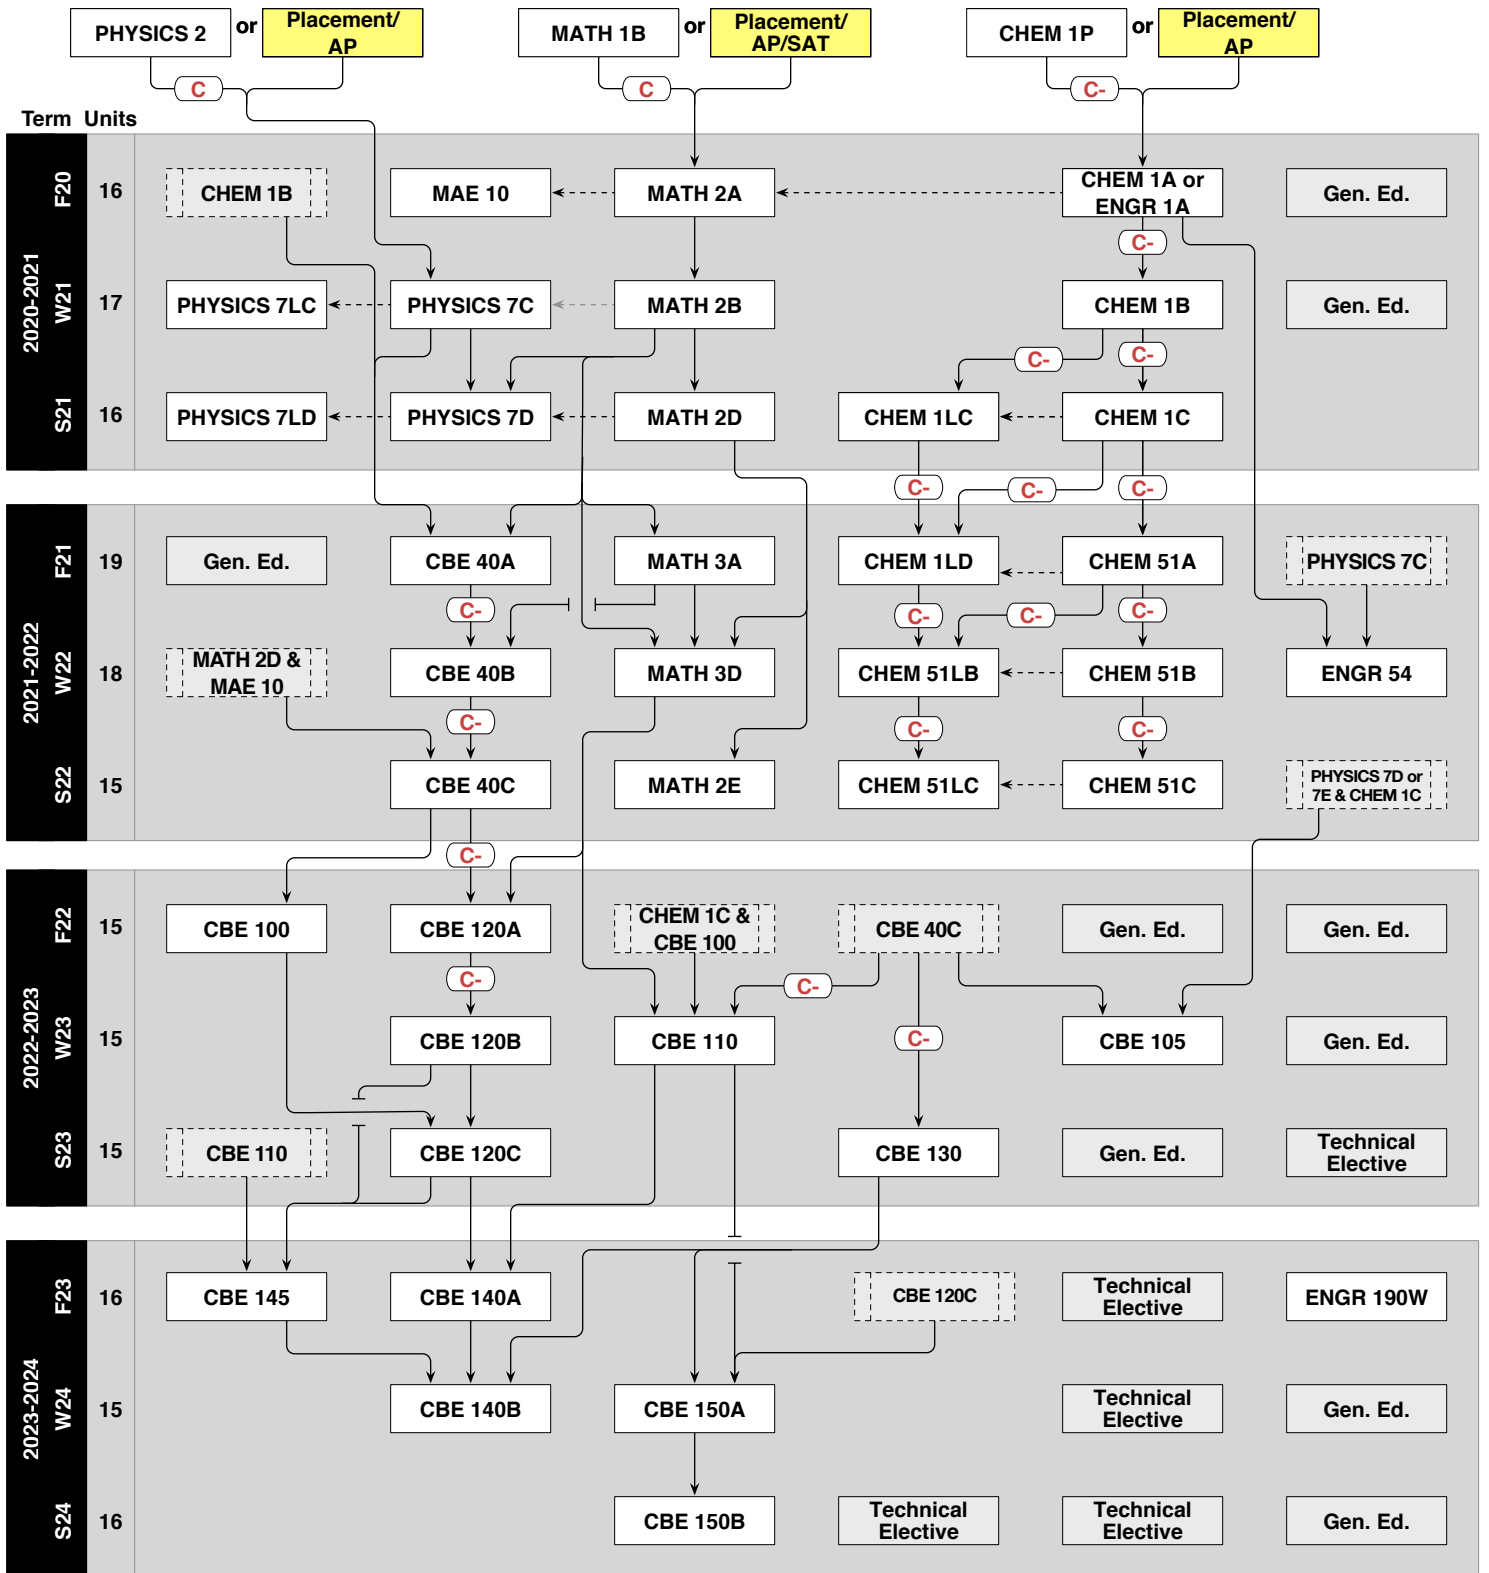 PHYSICS 2 or Placement/
AP
MATH 1B or Placement/
AP/SAT
CHEM 1P or Placement/
AP
C
C
C-
Term Units
2020-2021
F20 16
CHEM 1B
MAE 10
MATH 2A
CHEM 1A or
ENGR 1A
Gen. Ed.
C-
W21 17
PHYSICS 7LC
PHYSICS 7C
MATH 2B
CHEM 1B
Gen. Ed.
C-
C-
S21 16
PHYSICS 7LD
PHYSICS 7D
MATH 2D
CHEM 1LC
CHEM 1C
C-
C-
C-
2021-2022
F21 19
Gen. Ed.
CBE 40A
MATH 3A
CHEM 1LD
CHEM 51A
PHYSICS 7C
C-
C-
C-
C-
W22 18
MATH 2D &
MAE 10
CBE 40B
MATH 3D
CHEM 51LB
CHEM 51B
ENGR 54
C-
C-
C-
S22 15
CBE 40C
MATH 2E
CHEM 51LC
CHEM 51C
PHYSICS 7D or
7E & CHEM 1C
C-
2022-2023
F22 15
CBE 100
CBE 120A
CHEM 1C &
CBE 100
CBE 40C
Gen. Ed.
Gen. Ed.
C-
C-
W23 15
CBE 120B
CBE 110
C-
CBE 105
Gen. Ed.
S23 15
CBE 110
CBE 120C
CBE 130
Gen. Ed.
Technical
Elective
2023-2024
F23 16
CBE 145
CBE 140A
CBE 120C
Technical
Elective
ENGR 190W
W24 15
CBE 140B
CBE 150A
Technical
Elective
Gen. Ed.
S24 16
CBE 150B
Technical
Elective
Technical
Elective
Gen. Ed.